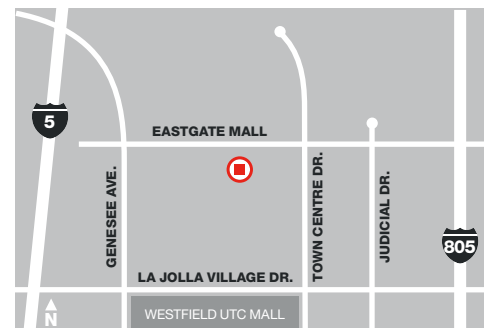 5
EASTGATE MALL
GENESEE AVE.
TOWN CENTRE DR.
JUDICIAL DR.
805
LA JOLLA VILLAGE DR.
N
WESTFIELD UTC MALL